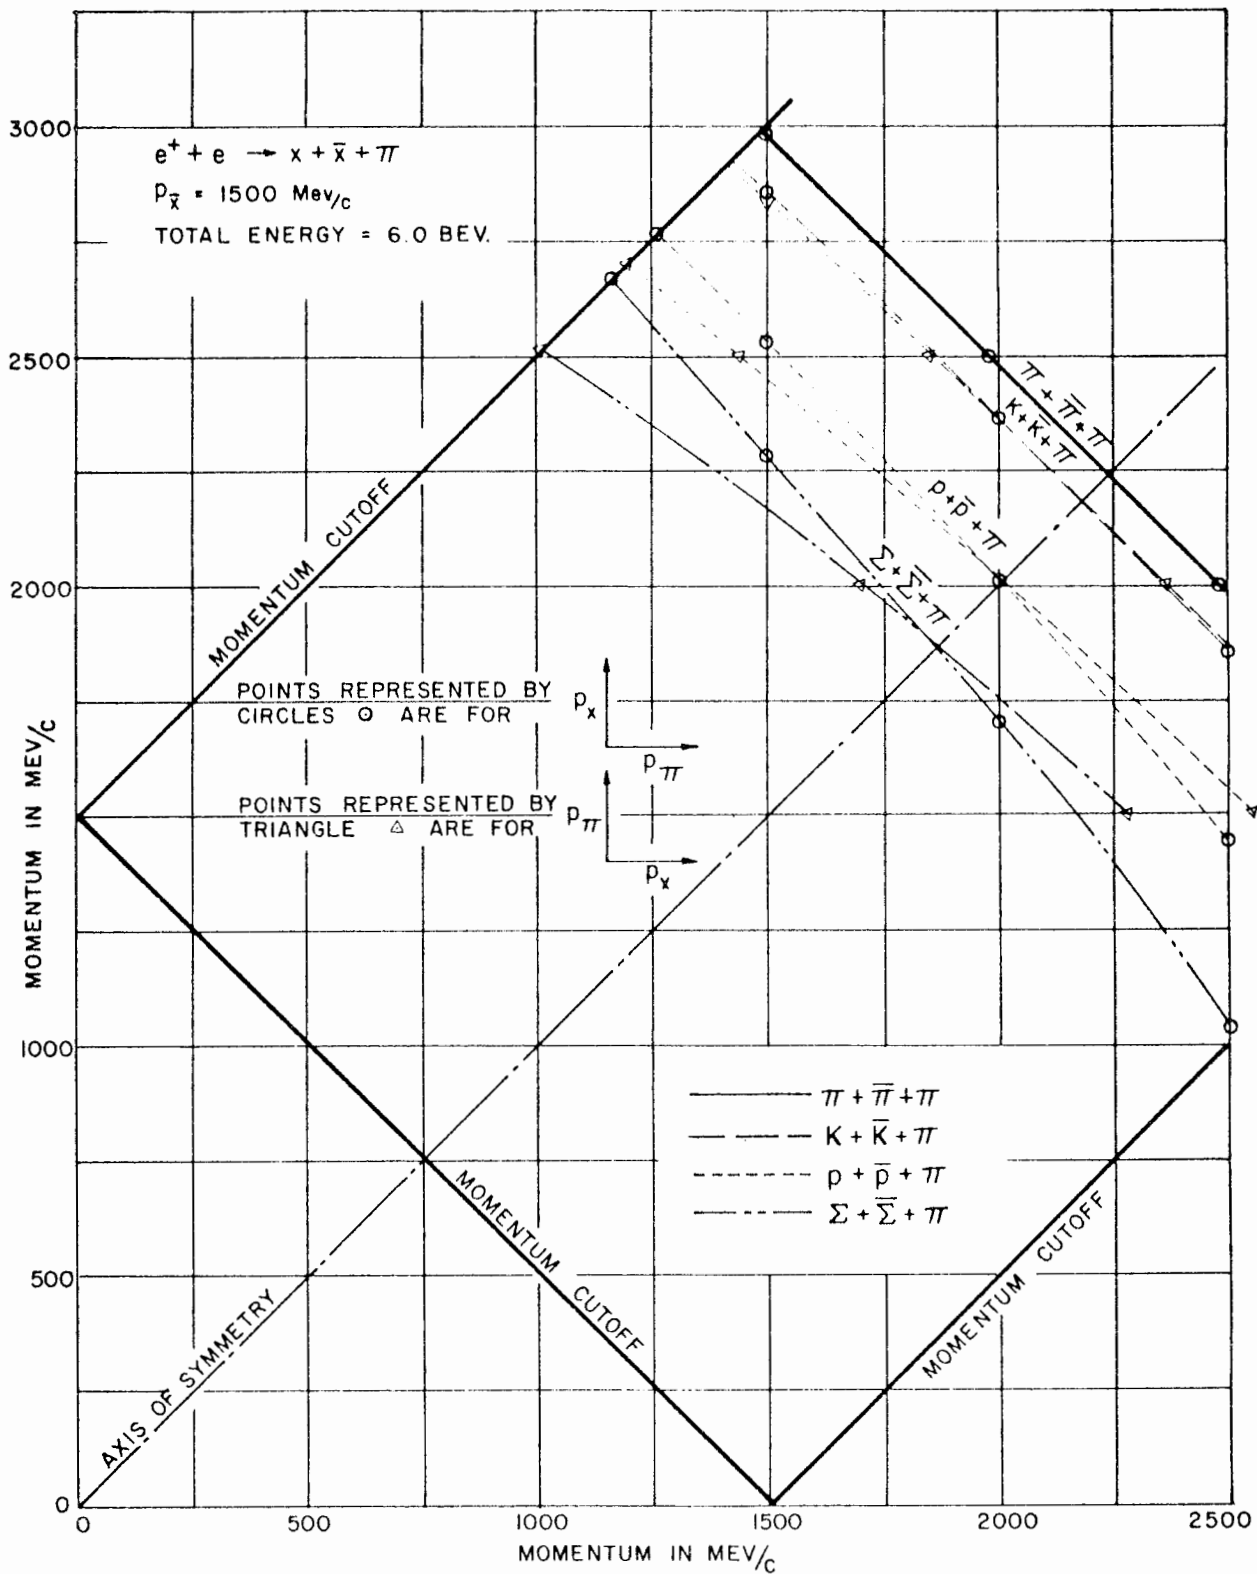 3000
e⁺ + e → x + x̄ + π
p_x̄ = 1500 Mev/c
TOTAL ENERGY = 6.0 BEV.
2500
π + π̄ + π
K + K̄ + π
p + p̄ + π
Σ + Σ̄ + π
MOMENTUM CUTOFF
2000
POINTS REPRESENTED BY
CIRCLES ⊙ ARE FOR
p_x
p_π
POINTS REPRESENTED BY
TRIANGLE △ ARE FOR
p_π
p_x
MOMENTUM IN MEV/C
1000
π + π̄ + π
K + K̄ + π
p + p̄ + π
Σ + Σ̄ + π
MOMENTUM CUTOFF
MOMENTUM CUTOFF
500
AXIS OF SYMMETRY
0
0 500 1000 1500 2000 2500
MOMENTUM IN MEV/C